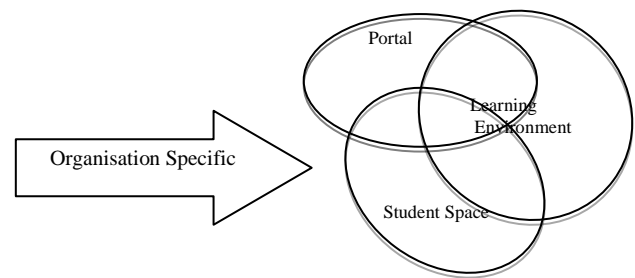 Portal
Learning
Environment
Organisation Specific
Student Space